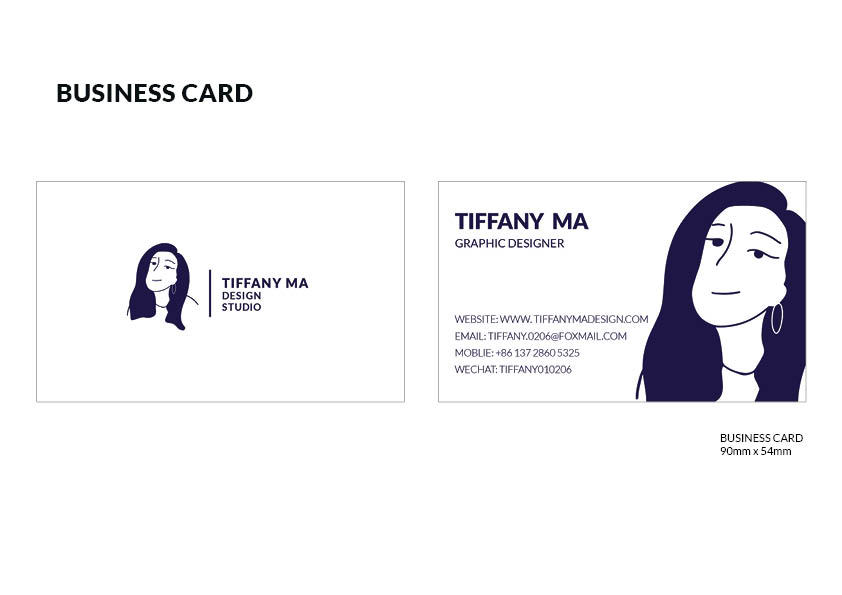 BUSINESS CARD
TIFFANY MA
DESIGN
STUDIO
TIFFANY MA
GRAPHIC DESIGNER
WEBSITE: WWW. TIFFANYMADESIGN.COM
EMAIL: TIFFANY.0206@FOXMAIL.COM
MOBLIE: +86 137 2860 5325
WECHAT: TIFFANY010206
BUSINESS CARD
90mm x 54mm